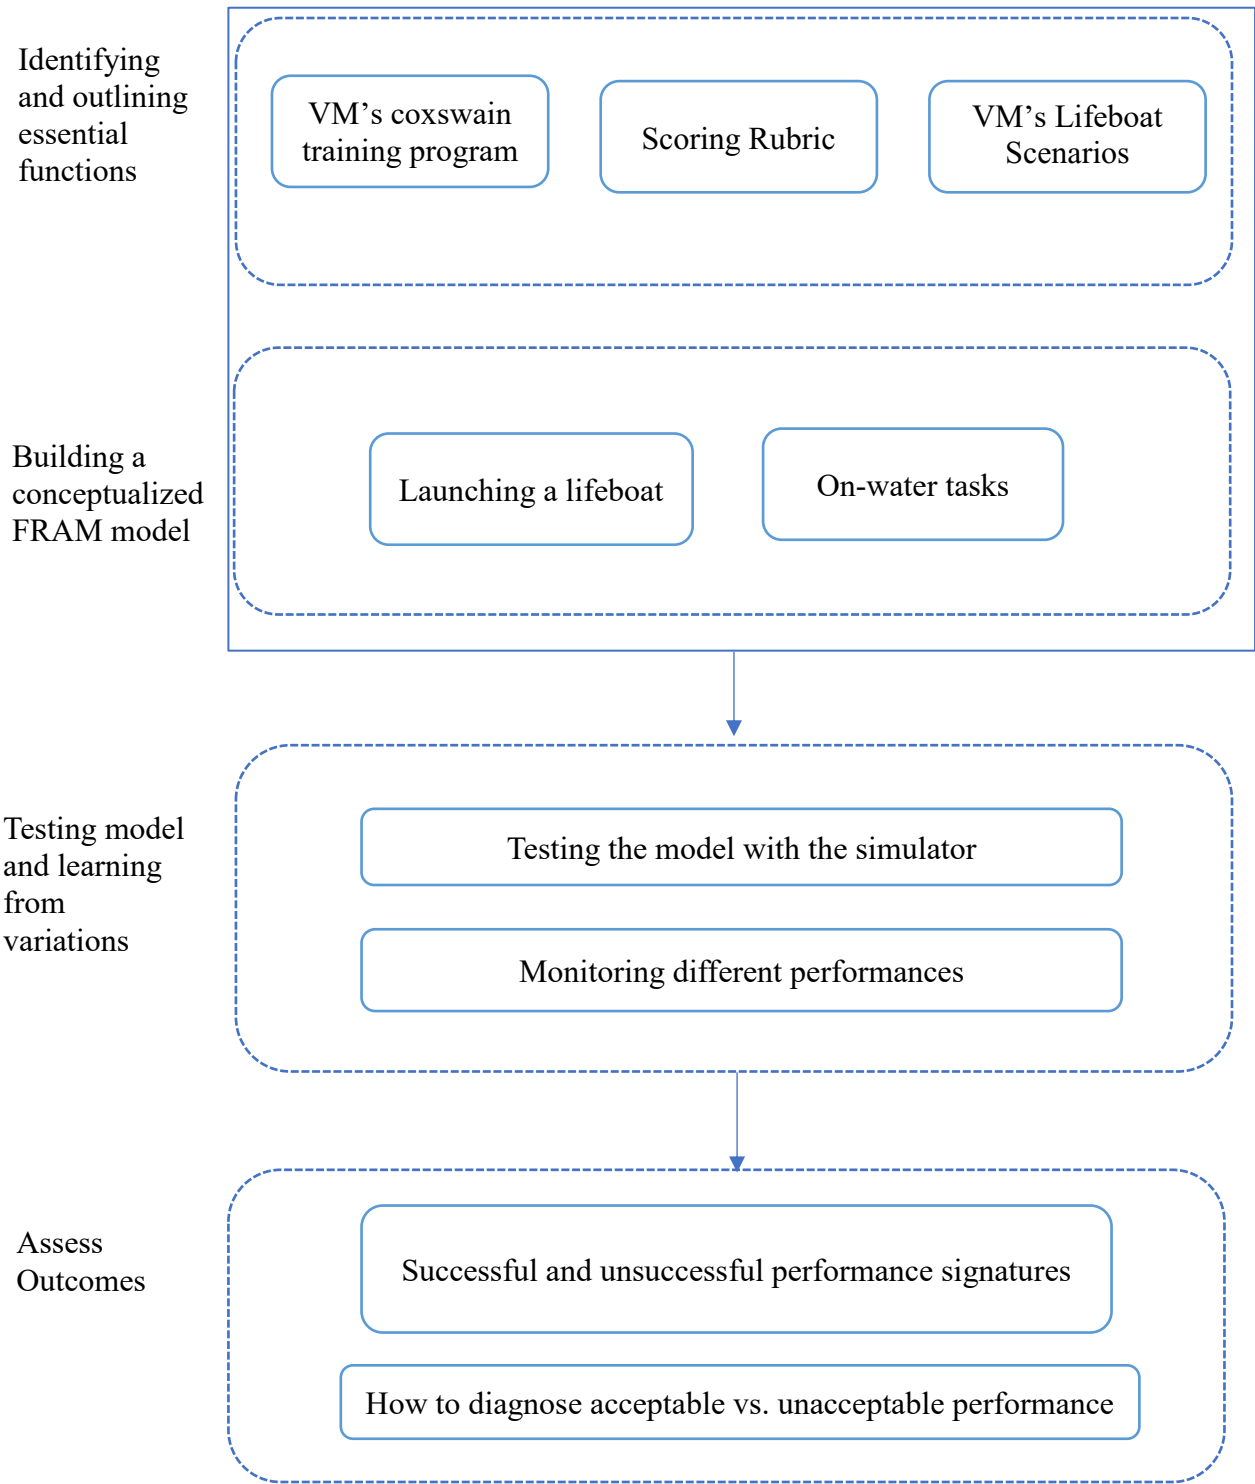 Identifying
and outlining
essential
functions
VM's coxswain
training program
Scoring Rubric
VM's Lifeboat
Scenarios
Building a
conceptualized
FRAM model
Launching a lifeboat
On-water tasks
Testing model
and learning
from
variations
Testing the model with the simulator
Monitoring different performances
Assess
Outcomes
Successful and unsuccessful performance signatures
How to diagnose acceptable vs. unacceptable performance